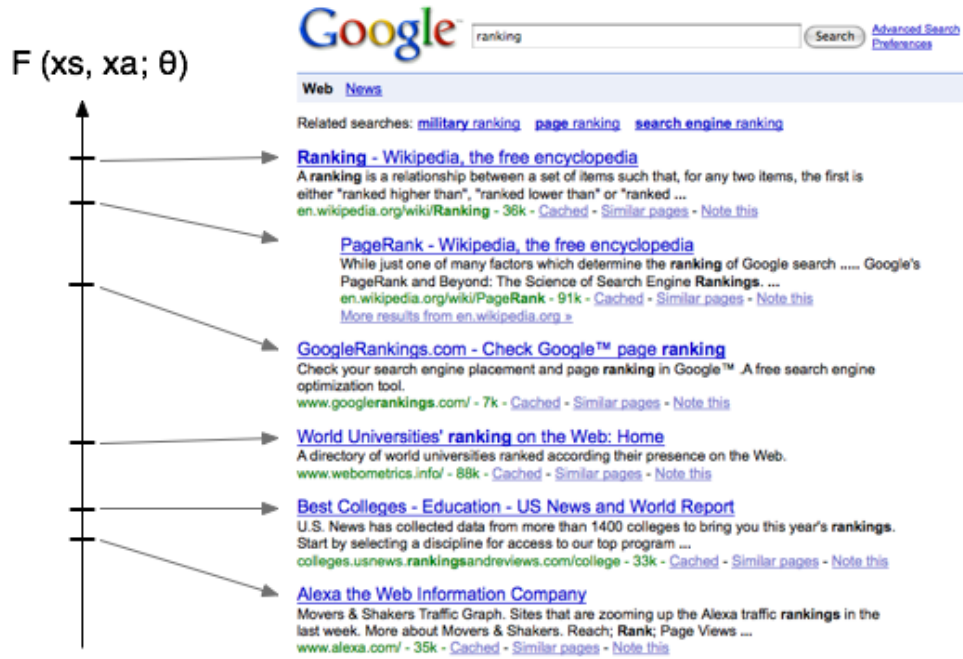 F (xs, xa; θ)
Google™
ranking
Search
Advanced Search
Preferences
Web News
Related searches: military ranking page ranking search engine ranking
Ranking - Wikipedia, the free encyclopedia
A ranking is a relationship between a set of items such that, for any two items, the first is
either "ranked higher than", "ranked lower than" or "ranked ...
en.wikipedia.org/wiki/Ranking - 36k - Cached - Similar pages - Note this
PageRank - Wikipedia, the free encyclopedia
While just one of many factors which determine the ranking of Google search ..... Google's
PageRank and Beyond: The Science of Search Engine Rankings. ...
en.wikipedia.org/wiki/PageRank - 91k - Cached - Similar pages - Note this
More results from en.wikipedia.org »
GoogleRankings.com - Check Google™ page ranking
Check your search engine placement and page ranking in Google™ .A free search engine
optimization tool.
www.googlerankings.com/ - 7k - Cached - Similar pages - Note this
World Universities' ranking on the Web: Home
A directory of world universities ranked according their presence on the Web.
www.webometrics.info/ - 88k - Cached - Similar pages - Note this
Best Colleges - Education - US News and World Report
U.S. News has collected data from more than 1400 colleges to bring you this year's rankings.
Start by selecting a discipline for access to our top program ...
colleges.usnews.rankingsandreviews.com/college - 33k - Cached - Similar pages - Note this
Alexa the Web Information Company
Movers & Shakers Traffic Graph. Sites that are zooming up the Alexa traffic rankings in the
last week. More about Movers & Shakers. Reach; Rank; Page Views ...
www.alexa.com/ - 35k - Cached - Similar pages - Note this